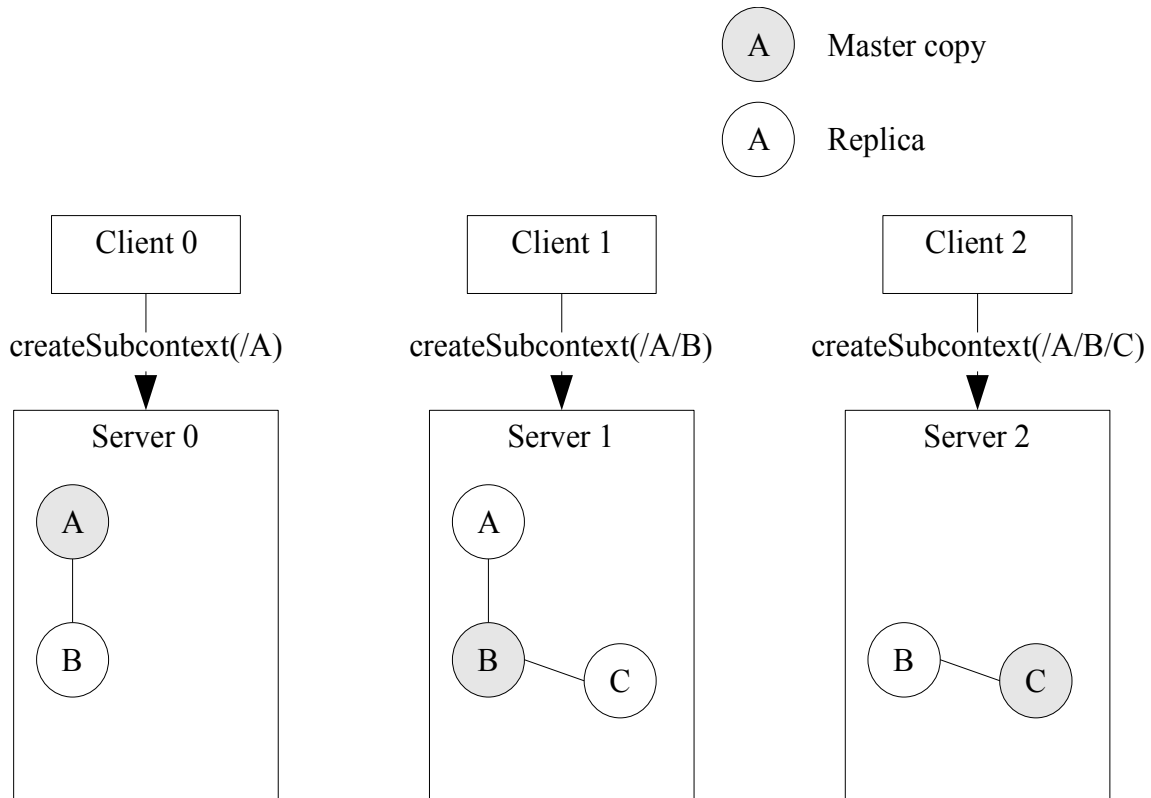 A Master copy
A Replica
Client 0
Client 1
Client 2
createSubcontext(/A)
createSubcontext(/A/B)
createSubcontext(/A/B/C)
Server 0
Server 1
Server 2
A
A
B
B
C
B
C